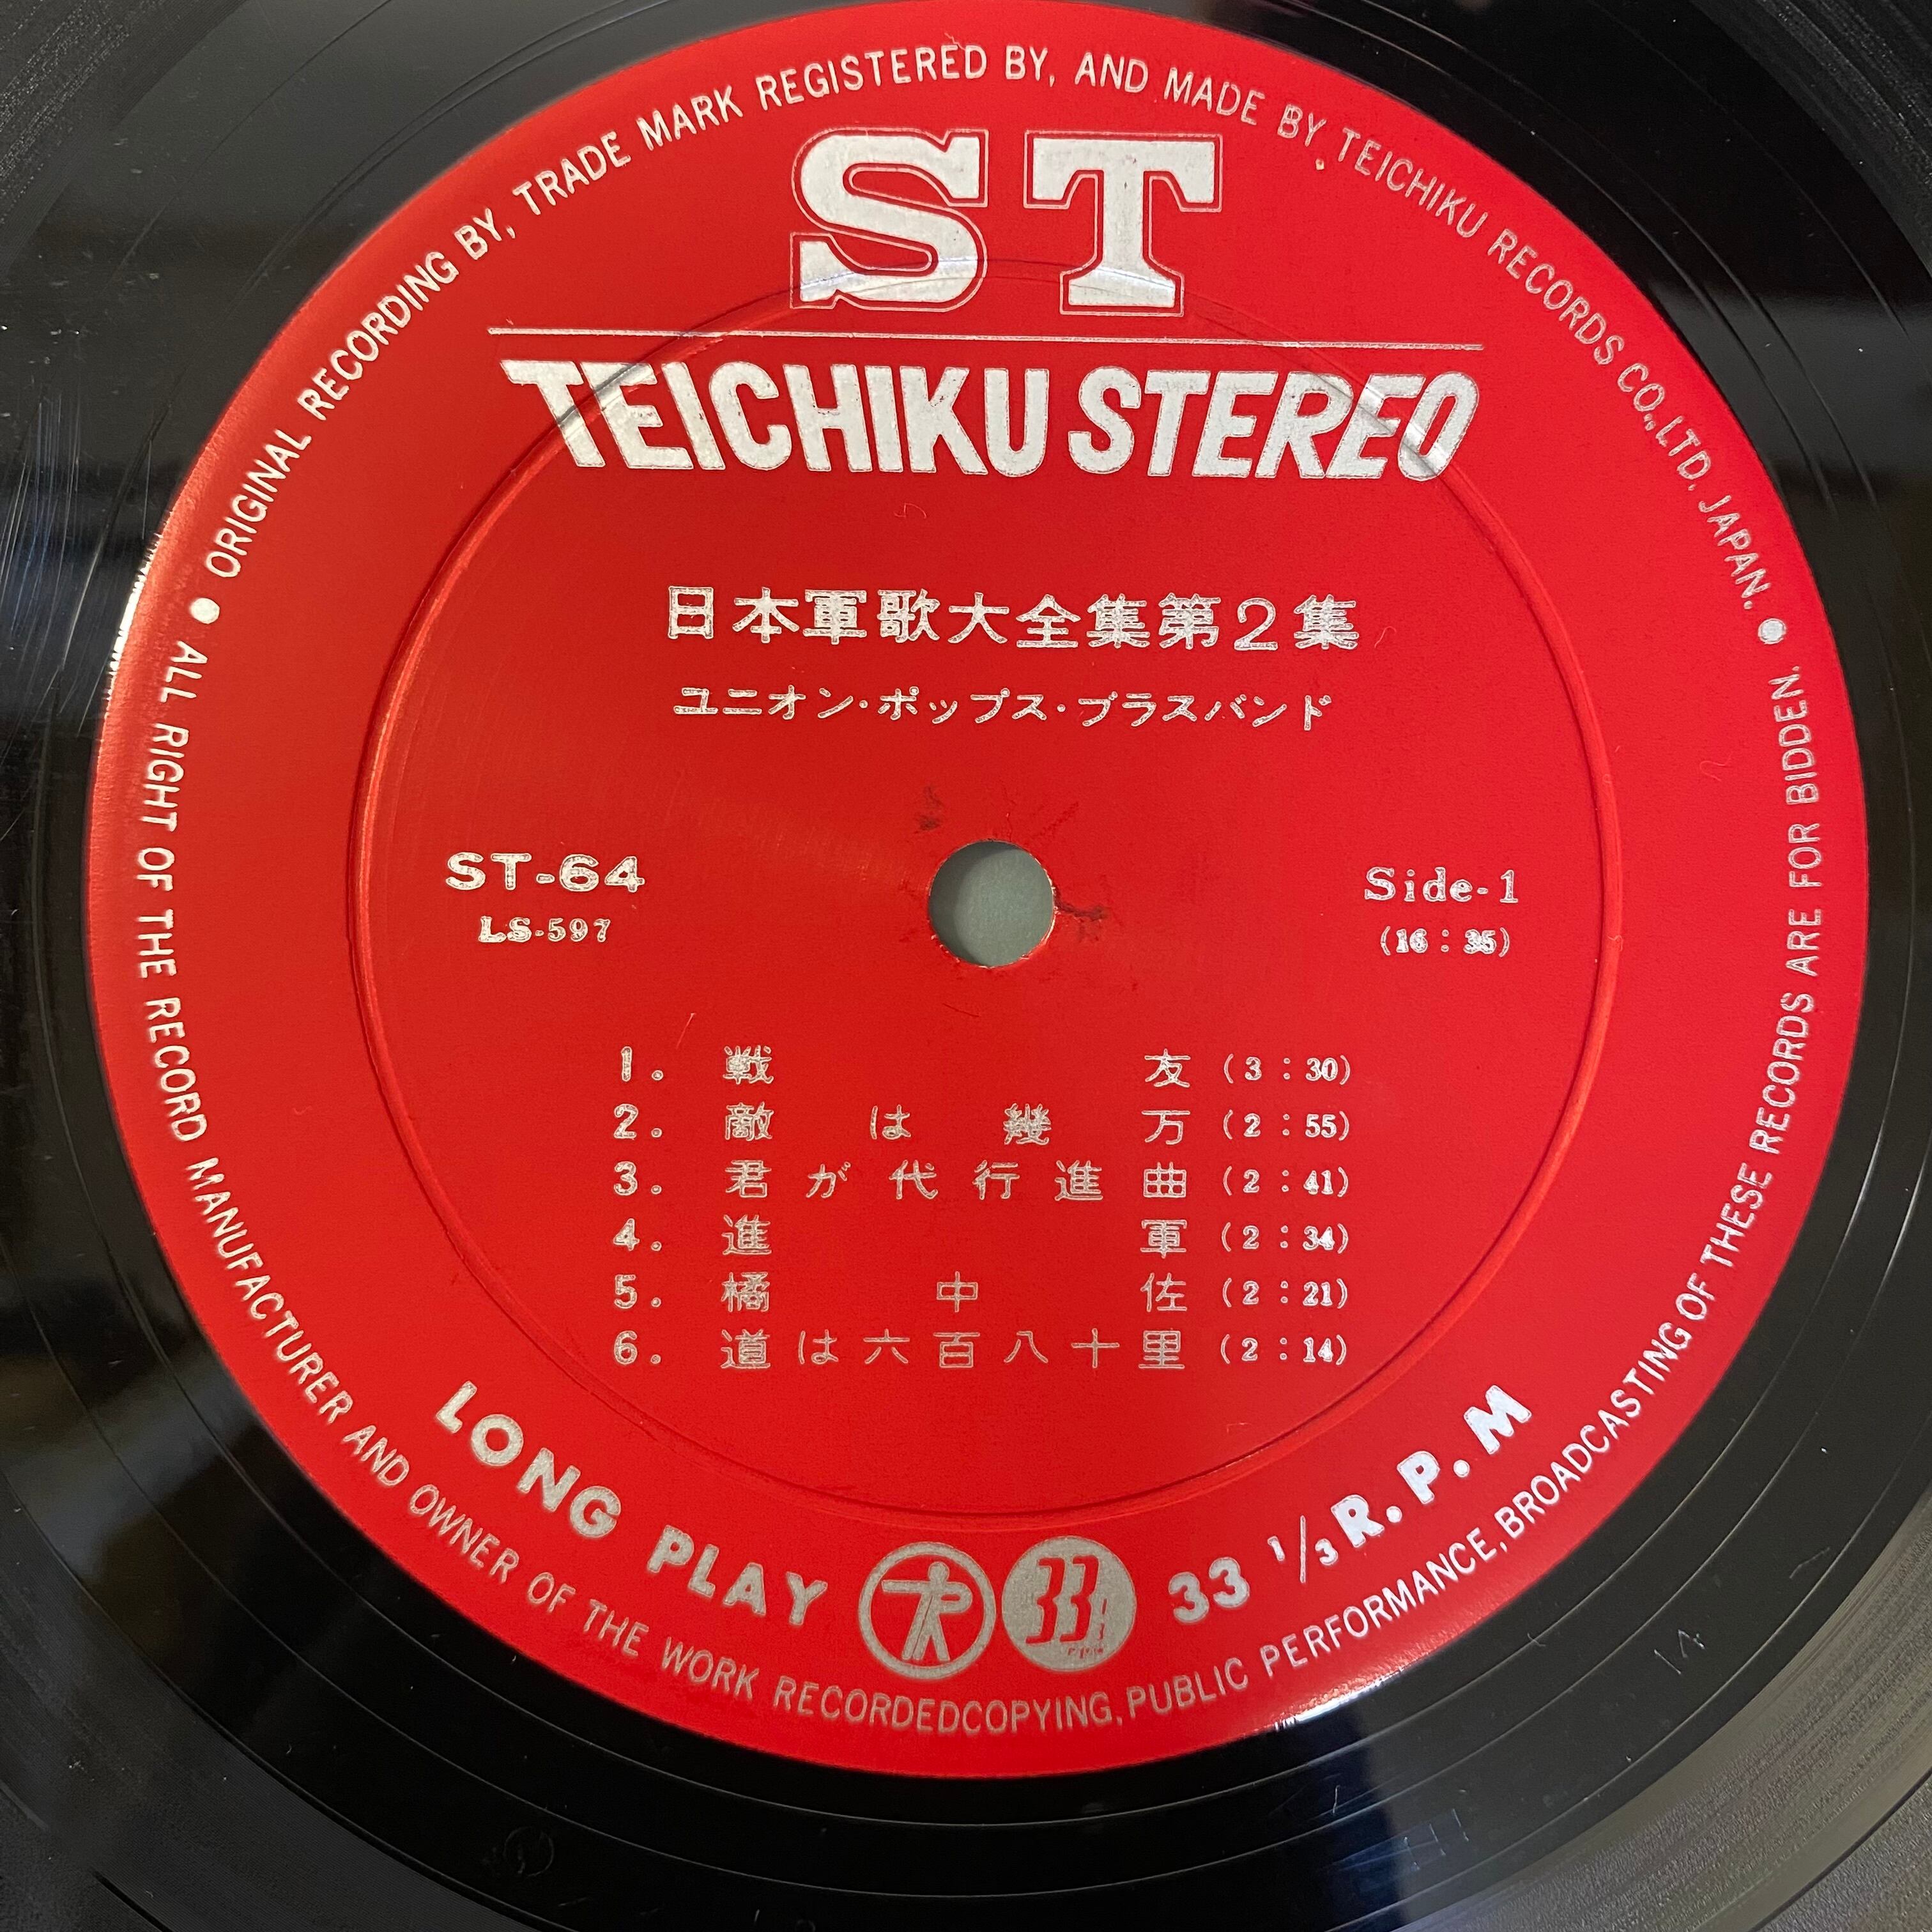 ORIGINAL RECORDING BY, TRADE MARK REGISTERED BY, AND MADE BY, TEICHIKU RECORDS CO., LTD. JAPAN.
ST
TEICHIKU STEREO
日本軍歌大全集第2集
ユニオン・ポップス・ブラスバンド
ST-64
LS-597
Side-1
(16:35)
1. 戦友 (3:30)
2. 敵は幾万 (2:55)
3. 君が代行進曲 (2:41)
4. 進軍 (2:34)
5. 橘中佐 (2:21)
6. 道は六百八十里 (2:14)
LONG PLAY 33 33 1/3 R.P.M
ALL RIGHT OF THE RECORD MANUFACTURER AND OWNER OF THE WORK RECORDEDCOPYING, PUBLIC PERFORMANCE, BROADCASTING OF THESE RECORDS ARE FOR BIDDEN.